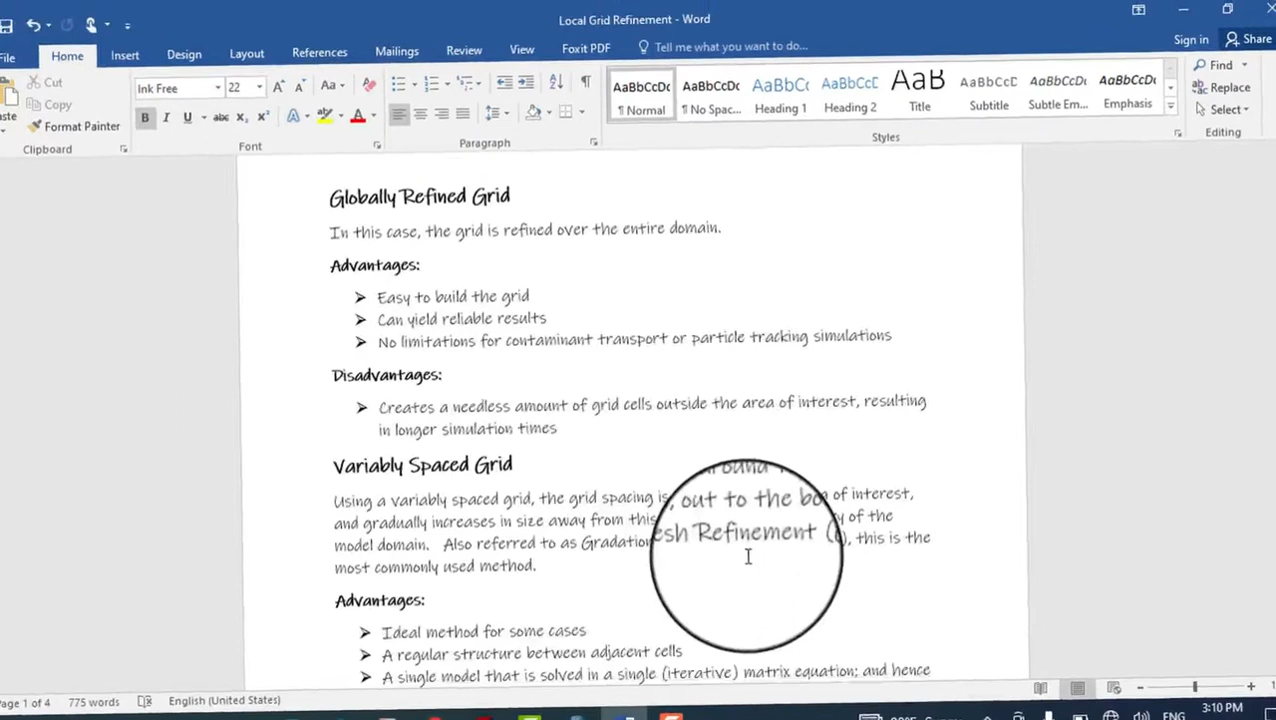 Local Grid Refinement - Word
File Home Insert Design Layout References Mailings Review View Foxit PDF Tell me what you want to do... Sign in Share
Cut
Copy
Format Painter
Clipboard
Ink Free 22
Aa
B I U abc X₂ X²
Font
Paragraph
AaBbCcDc AaBbCcDc AaBbC AaBbCcD AaB AaBbCcD AaBbCcDc AaBbCcDc
¶ Normal ¶ No Spac... Heading 1 Heading 2 Title Subtitle Subtle Em... Emphasis
Styles
Find
Replace
Select
Editing
Globally Refined Grid
In this case, the grid is refined over the entire domain.
Advantages:
➤ Easy to build the grid
➤ Can yield reliable results
➤ No limitations for contaminant transport or particle tracking simulations
Disadvantages:
➤ Creates a needless amount of grid cells outside the area of interest, resulting
in longer simulation times
Variably Spaced Grid
Using a variably spaced grid, the grid spacing is of interest,
and gradually increases in size away from this, out to the of the
model domain. Also referred to as Gradation Refinement, this is the
most commonly used method.
Advantages:
➤ Ideal method for some cases
➤ A regular structure between adjacent cells
➤ A single model that is solved in a single (iterative) matrix equation; and hence
Page 1 of 4 775 words English (United States)
ENG 3:10 PM